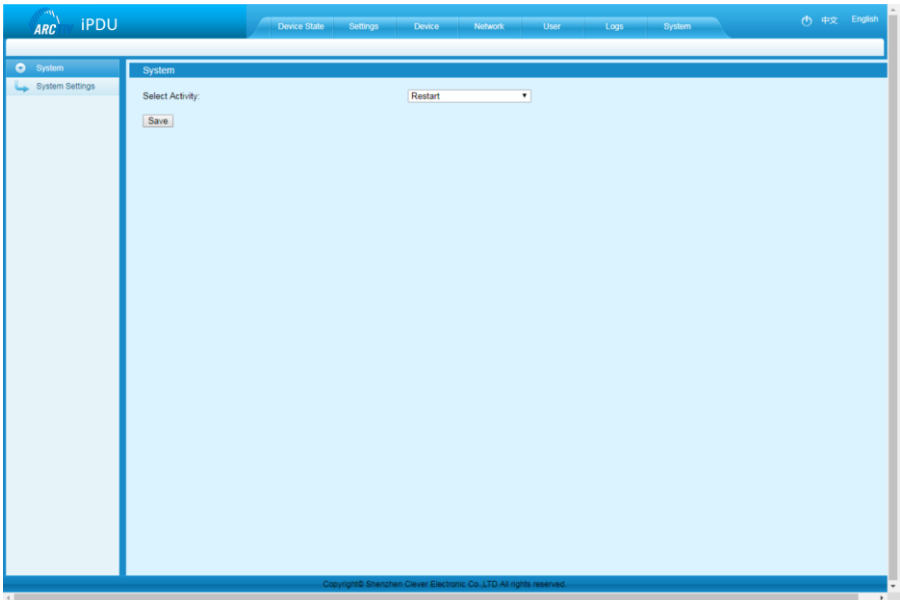 ARC iPDU
Device State Settings Device Network User Logs System
中文 English
System
System Settings
System
Select Activity: Restart
Save
Copyright© Shenzhen Clever Electronic Co.,LTD All rights reserved.